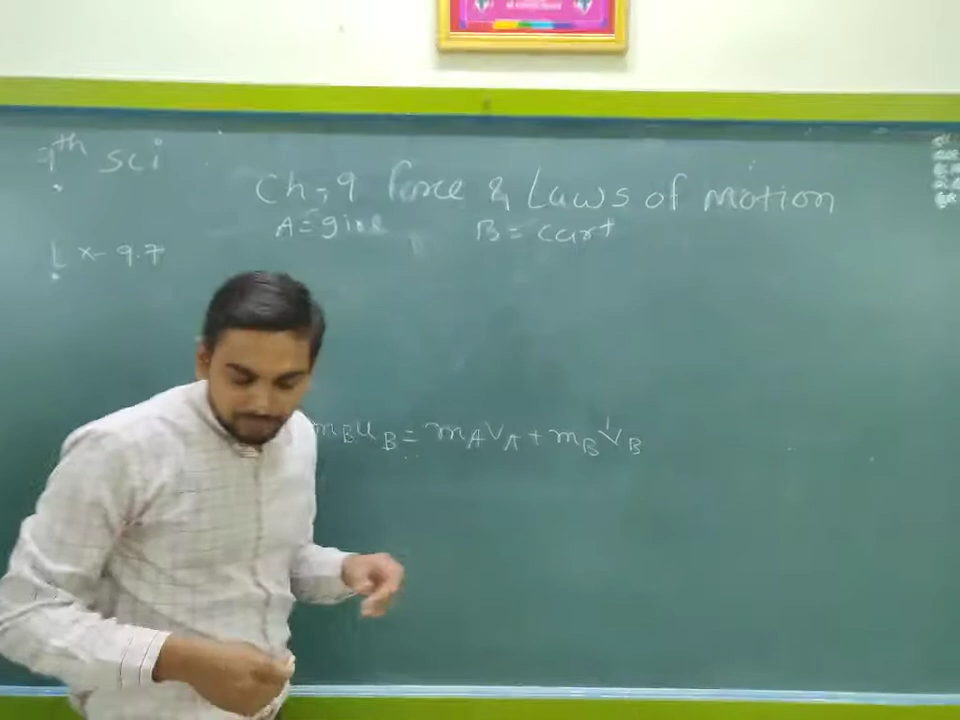 9th Sci
Ch,9 Force & Laws of Motion
A = girl B = cart
Ex-9.7
mBuB = mAvA + mBvB